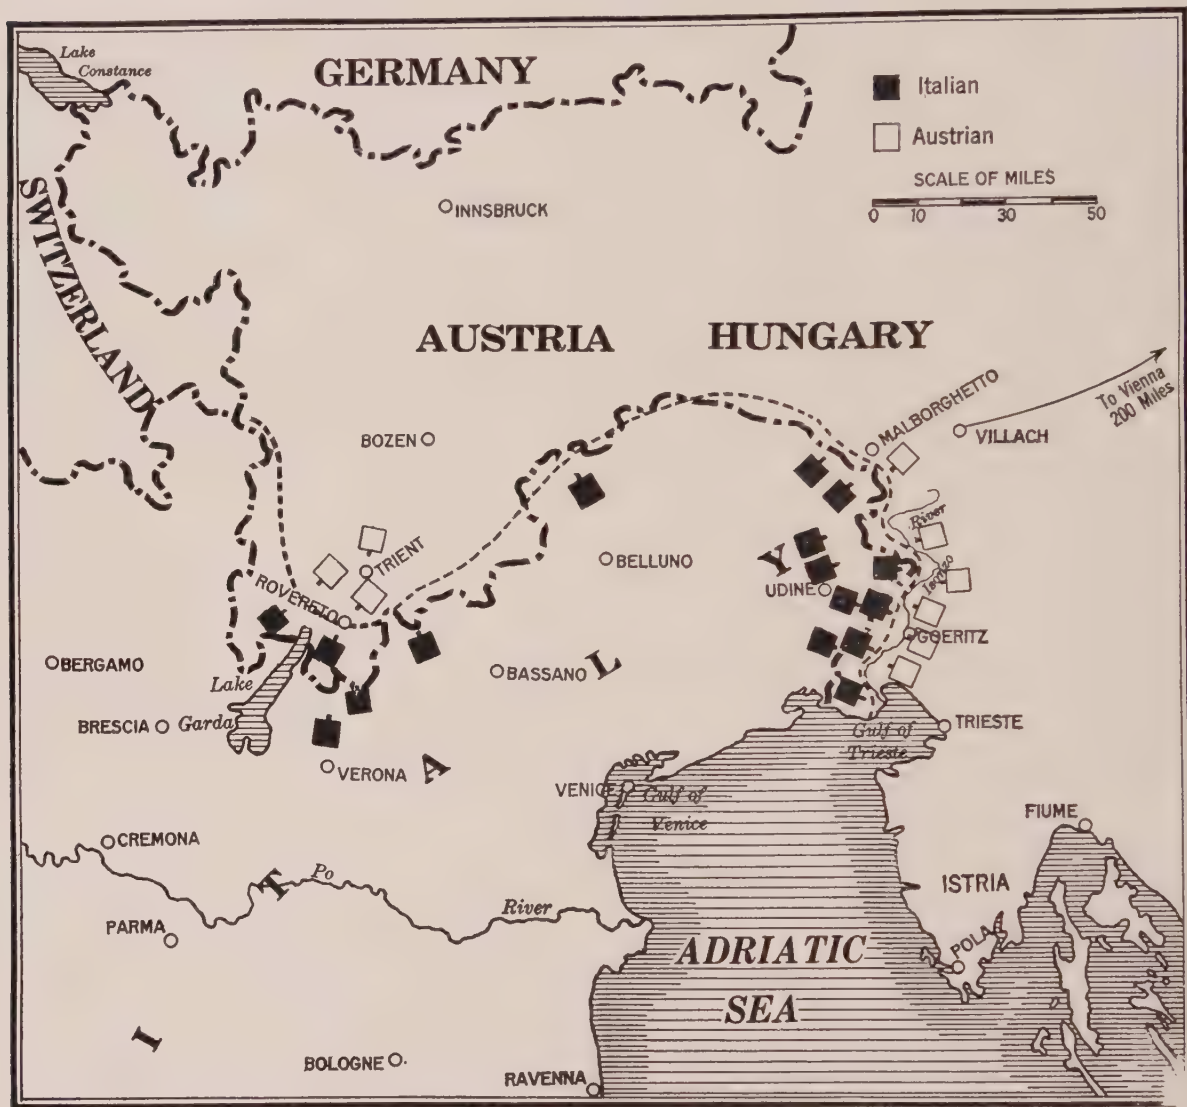 Lake
Constance
GERMANY
Italian
Austrian
SCALE OF MILES
0 10 30 50
SWITZERLAND
INNSBRUCK
AUSTRIA HUNGARY
To Vienna
200 Miles
MALBORGHETTO
VILLACH
BOZEN
River
Isonzo
TRIENT
ROVERETO
BELLUNO
UDINE
GOERITZ
BERGAMO
BASSANO
Lake
Garda
BRESCIA
VERONA
TRIESTE
Gulf of
Trieste
VENICE
Gulf of
Venice
FIUME
CREMONA
ISTRIA
Po
River
PARMA
POLA
ADRIATIC
SEA
I T A L Y
BOLOGNE
RAVENNA